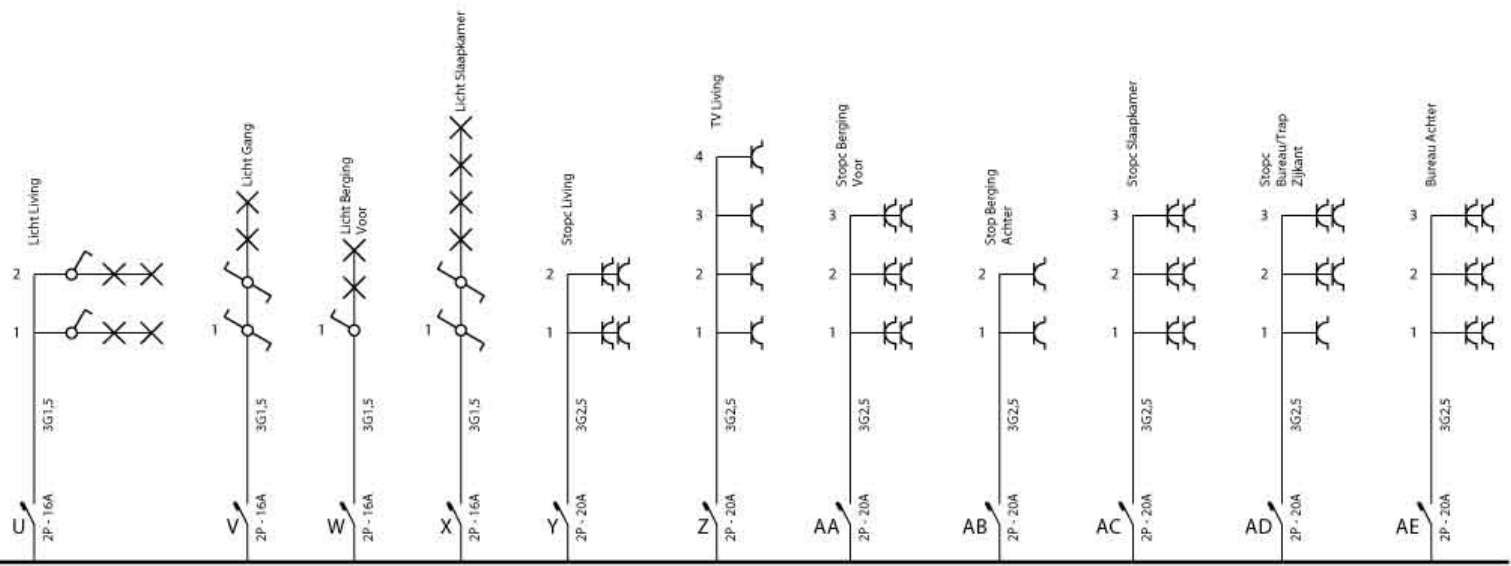 Licht Living
2
1
3G1,5
U
2P - 16A
Licht Gang
1
3G1,5
V
2P - 16A
Licht Berging
Voor
1
3G1,5
W
2P - 16A
Licht Slaapkamer
1
3G1,5
X
2P - 16A
Stopc Living
2
1
3G2,5
Y
2P - 20A
TV Living
4
3
2
1
3G2,5
Z
2P - 20A
Stopc Berging
Voor
3
2
1
3G2,5
AA
2P - 20A
Stop Berging
Achter
2
1
3G2,5
AB
2P - 20A
Stopc Slaapkamer
3
2
1
3G2,5
AC
2P - 20A
Stopc
Bureau/Trap
Zijkant
3
2
1
3G2,5
AD
2P - 20A
Bureau Achter
3
2
1
3G2,5
AE
2P - 20A